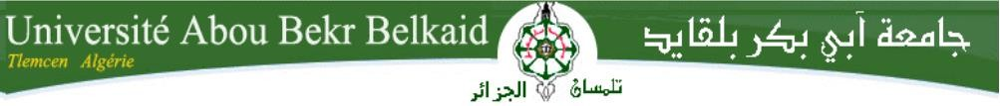 Université Abou Bekr Belkaid
جامعة أبي بكر بلقايد
Tlemcen Algérie
تلمسان الجزائر